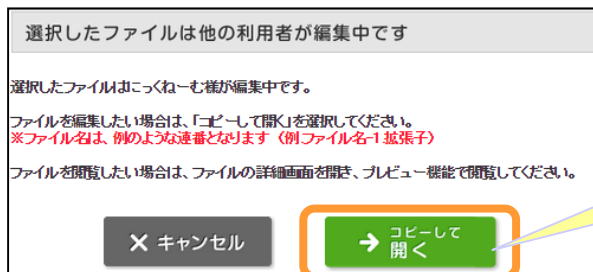 選択したファイルは他の利用者が編集中です
選択したファイルはにっくねーむ様が編集中です。
ファイルを編集したい場合は、「コピーして開く」を選択してください。
※ファイル名は、例のような連番となります（例.ファイル名-1.拡張子）
ファイルを閲覧したい場合は、ファイルの詳細画面を開き、プレビュー機能で閲覧してください。
キャンセル
コピーして
開く